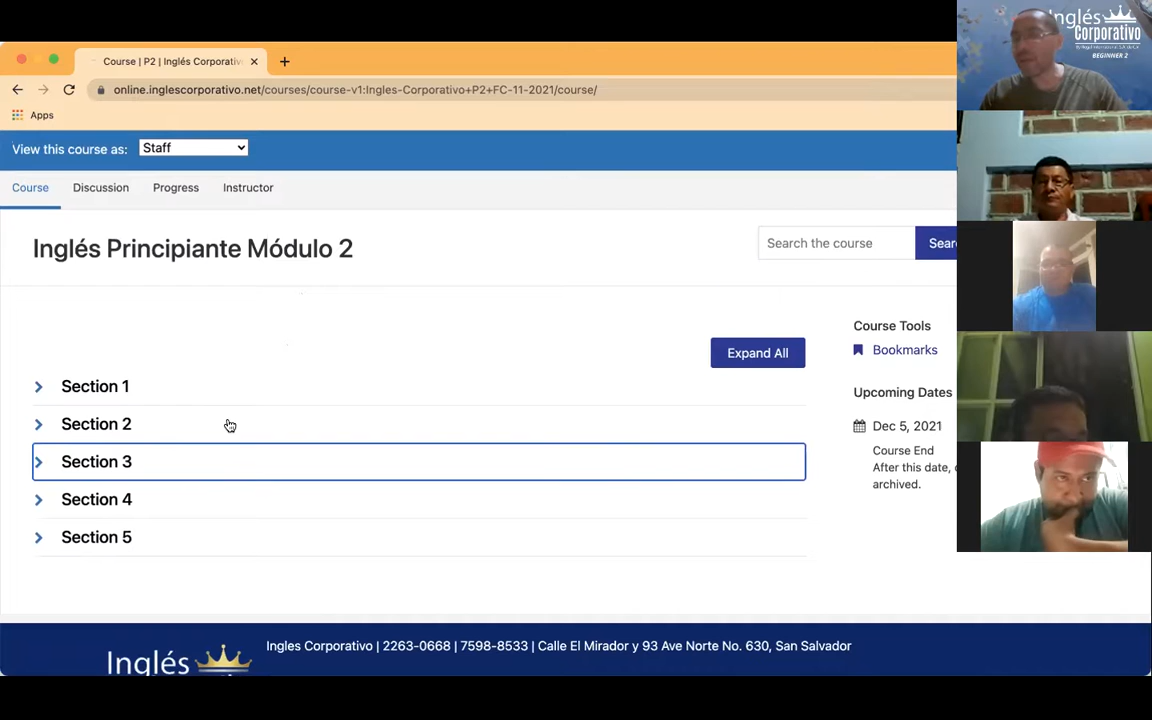 Course | P2 | Inglés Corporativ
online.inglescorporativo.net/courses/course-v1:Ingles-Corporativo+P2+FC-11-2021/course/
Apps
View this course as: Staff
Course Discussion Progress Instructor
Inglés Principiante Módulo 2
Search the course
Sear
Expand All
Section 1
Section 2
Section 3
Section 4
Section 5
Course Tools
Bookmarks
Upcoming Dates
Dec 5, 2021
Course End
After this date,
archived.
Ingles Corporativo | 2263-0668 | 7598-8533 | Calle El Mirador y 93 Ave Norte No. 630, San Salvador
Inglés
Inglés
Corporativo
BEGINNER 2